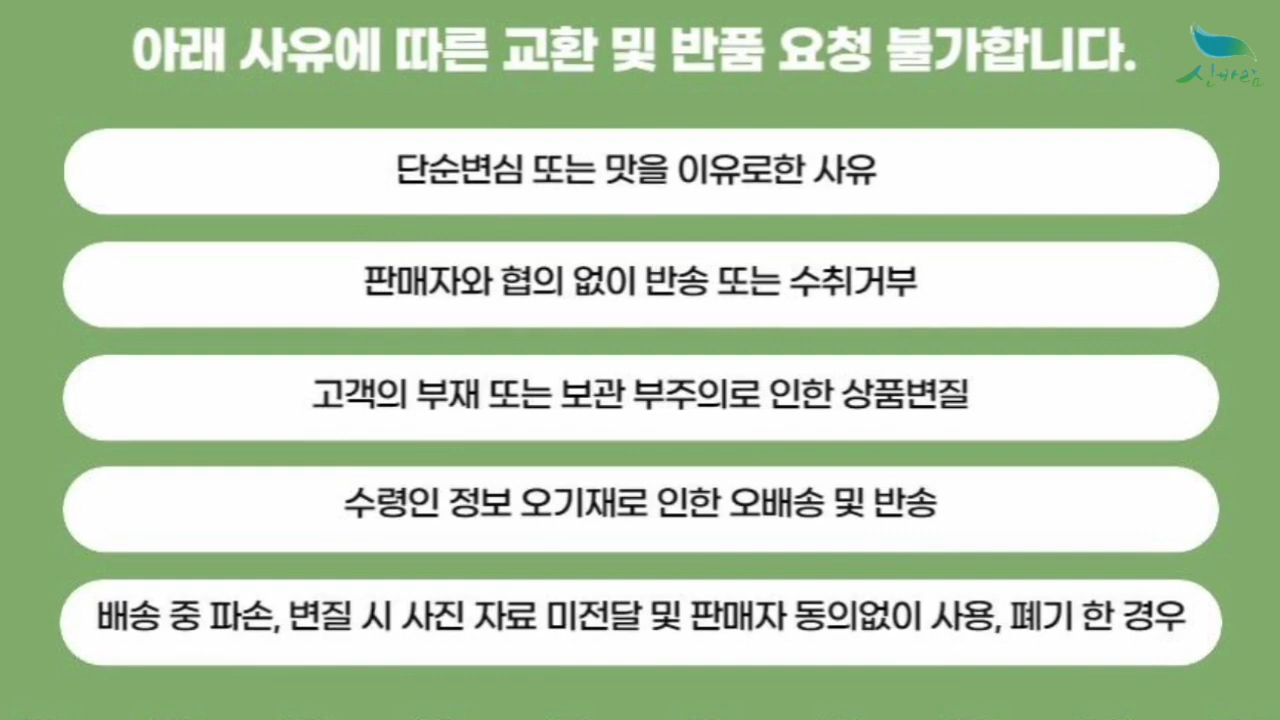 아래 사유에 따른 교환 및 반품 요청 불가합니다.
신바람
단순변심 또는 맛을 이유로한 사유
판매자와 협의 없이 반송 또는 수취거부
고객의 부재 또는 보관 부주의로 인한 상품변질
수령인 정보 오기재로 인한 오배송 및 반송
배송 중 파손, 변질 시 사진 자료 미전달 및 판매자 동의없이 사용, 폐기 한 경우